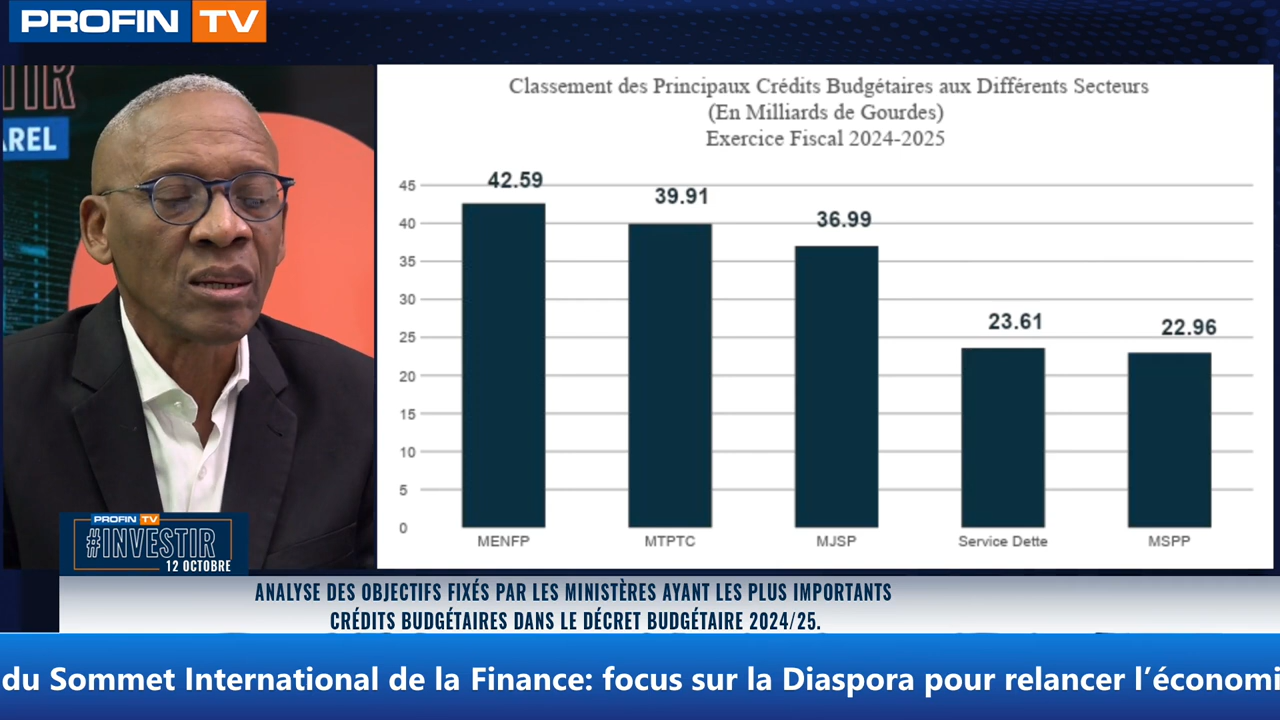 PROFIN TV
TIR
AREL
Classement des Principaux Crédits Budgétaires aux Différents Secteurs
(En Milliards de Gourdes)
Exercice Fiscal 2024-2025
42.59
39.91
36.99
23.61
22.96
45
40
35
30
25
20
15
10
5
0
MENFP
MTPTC
MJSP
Service Dette
MSPP
PROFIN TV
#INVESTIR
12 OCTOBRE
ANALYSE DES OBJECTIFS FIXÉS PAR LES MINISTÈRES AYANT LES PLUS IMPORTANTS
CRÉDITS BUDGÉTAIRES DANS LE DÉCRET BUDGÉTAIRE 2024/25.
du Sommet International de la Finance: focus sur la Diaspora pour relancer l’économi